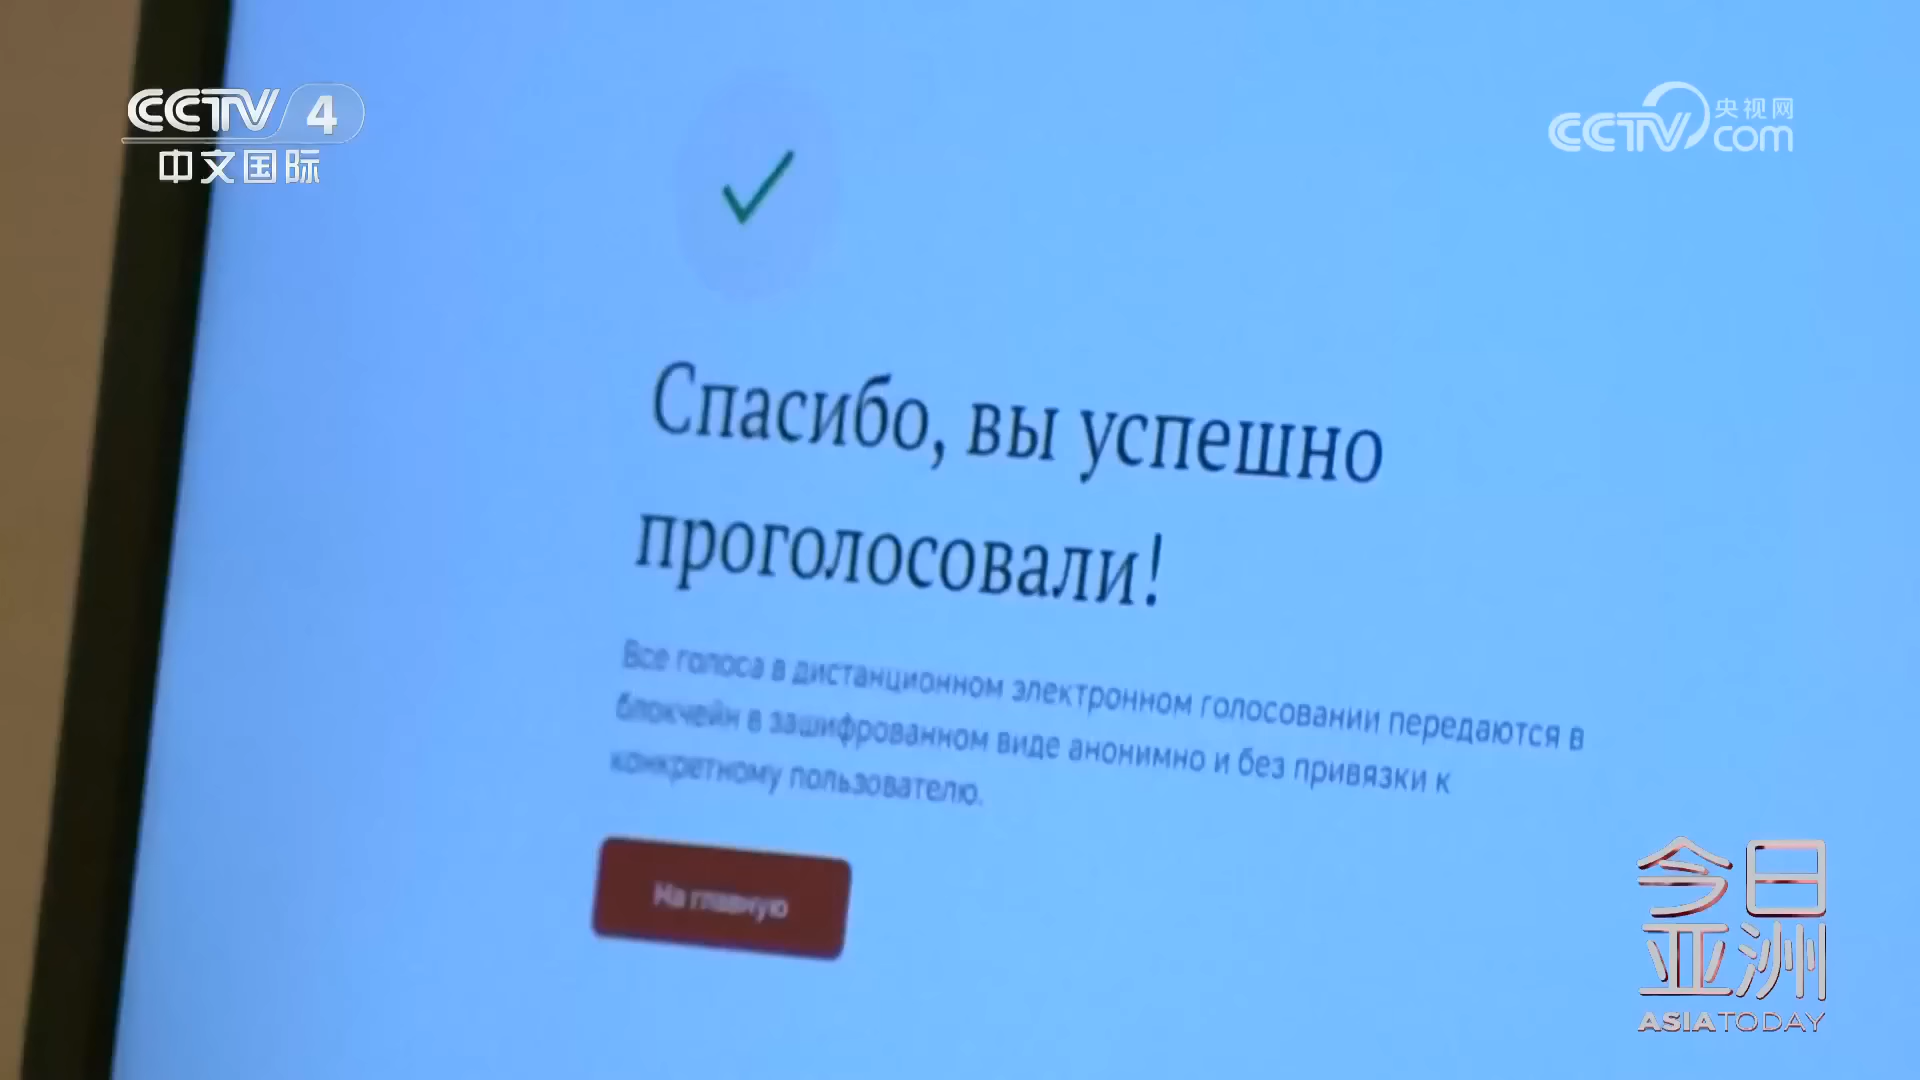 CCTV 4
中文国际
央视网
CCTV com
Спасибо, вы успешно
проголосовали!
Все голоса в дистанционном электронном голосовании передаются в
блокчейн в зашифрованном виде анонимно и без привязки к
конкретному пользователю.
На главную
今日
亚洲
ASIA TODAY